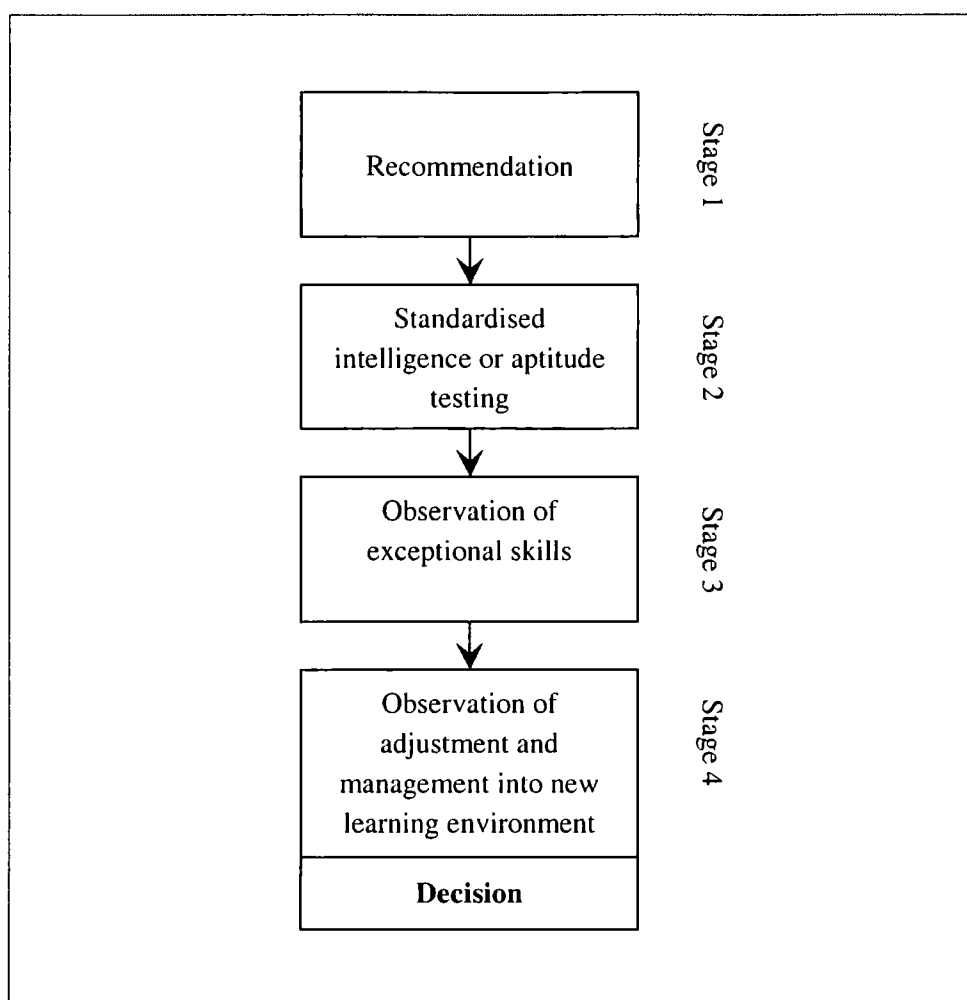 Recommendation
Stage 1
Standardised
intelligence or aptitude
testing
Stage 2
Observation of
exceptional skills
Stage 3
Observation of
adjustment and
management into new
learning environment
Stage 4
Decision